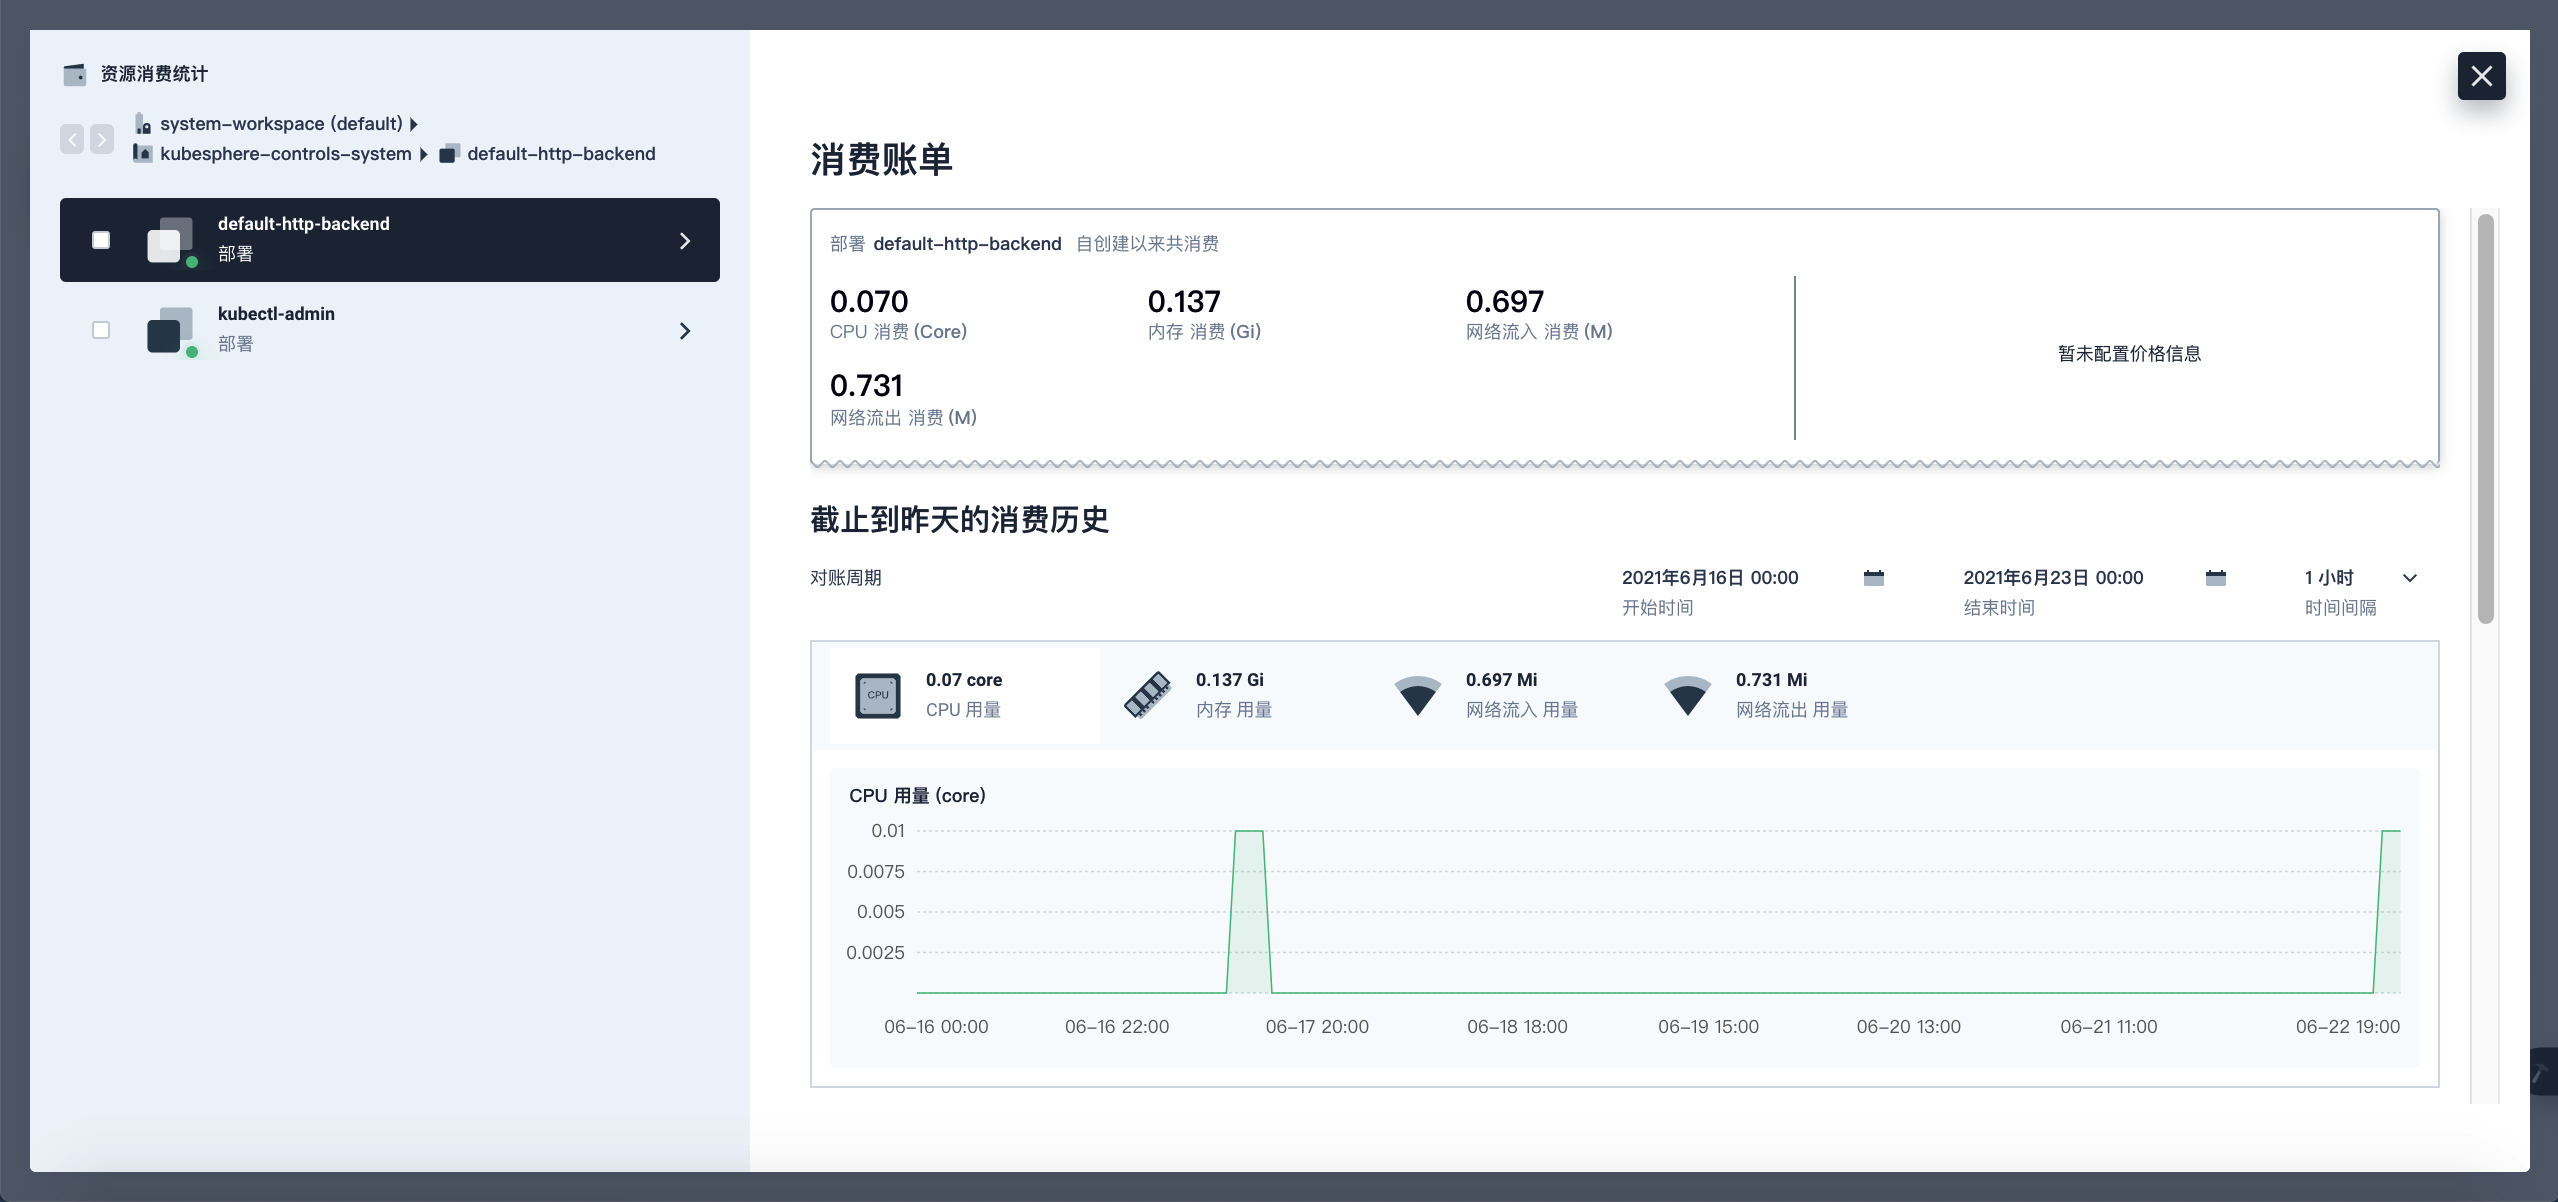 资源消费统计
system-workspace (default)
kubesphere-controls-system default-http-backend
default-http-backend
部署
kubectl-admin
部署
消费账单
部署 default-http-backend 自创建以来共消费
0.070 0.137 0.697
CPU 消费 (Core) 内存 消费 (Gi) 网络流入 消费 (M)
暂未配置价格信息
0.731
网络流出 消费 (M)
截止到昨天的消费历史
对账周期 2021年6月16日 00:00 2021年6月23日 00:00 1 小时
开始时间 结束时间 时间间隔
CPU 0.07 core 0.137 Gi 0.697 Mi 0.731 Mi
CPU 用量 内存 用量 网络流入 用量 网络流出 用量
CPU 用量 (core)
0.01
0.0075
0.005
0.0025
06-16 00:00 06-16 22:00 06-17 20:00 06-18 18:00 06-19 15:00 06-20 13:00 06-21 11:00 06-22 19:00